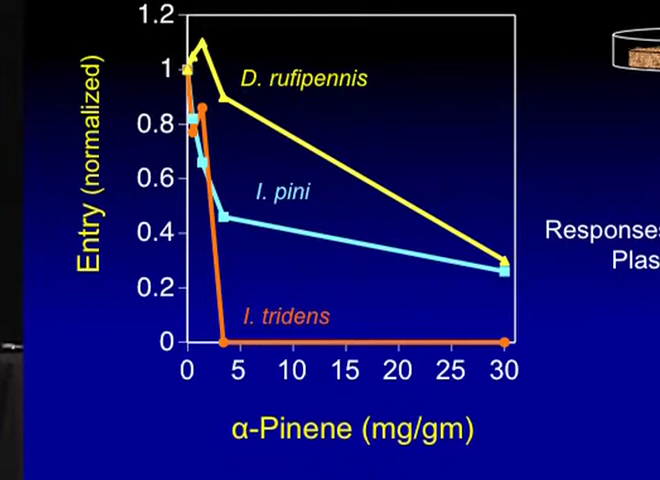 1.2
1
0.8
0.6
0.4
0.2
0
Entry (normalized)
D. rufipennis
I. pini
I. tridens
0 5 10 15 20 25 30
α-Pinene (mg/gm)
Responses
Plas